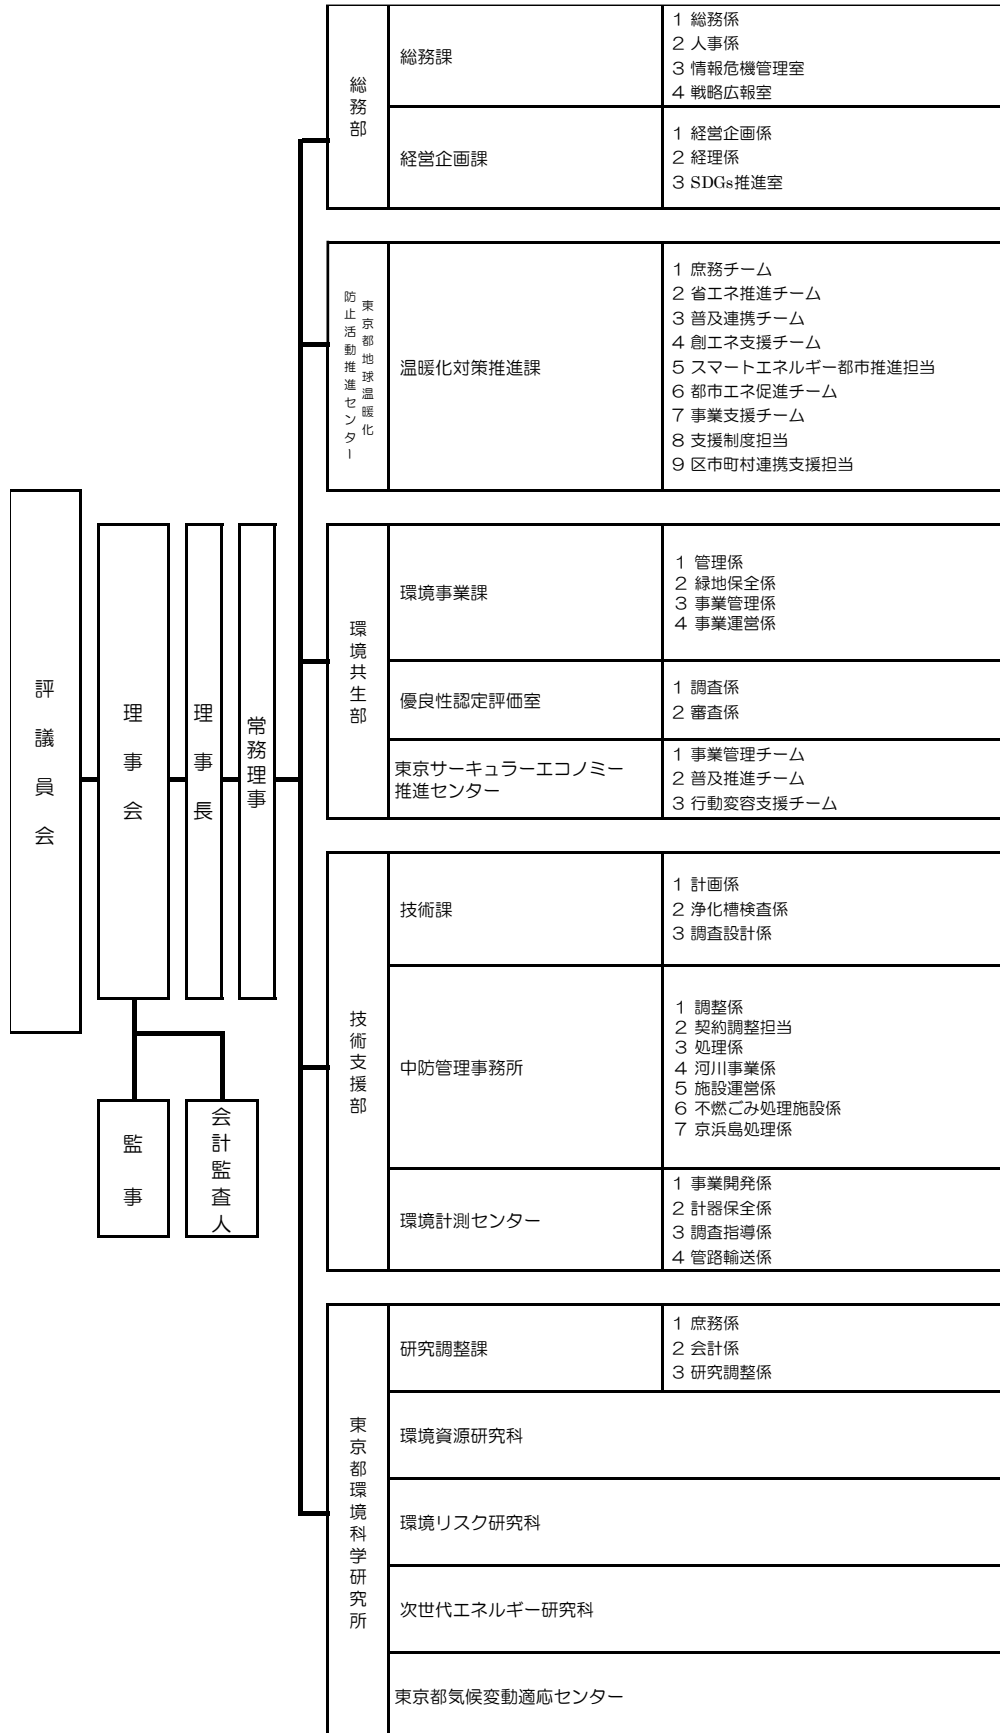 評議員会
理事会
理事長
常務理事
監事
会計監査人
総務部
総務課
1 総務係
2 人事係
3 情報危機管理室
4 戦略広報室
経営企画課
1 経営企画係
2 経理係
3 SDGs推進室
東京都地球温暖化
防止活動推進センター
温暖化対策推進課
1 庶務チーム
2 省エネ推進チーム
3 普及連携チーム
4 創エネ支援チーム
5 スマートエネルギー都市推進担当
6 都市エネ促進チーム
7 事業支援チーム
8 支援制度担当
9 区市町村連携支援担当
環境共生部
環境事業課
1 管理係
2 緑地保全係
3 事業管理係
4 事業運営係
優良性認定評価室
1 調査係
2 審査係
東京サーキュラーエコノミー
推進センター
1 事業管理チーム
2 普及推進チーム
3 行動変容支援チーム
技術支援部
技術課
1 計画係
2 浄化槽検査係
3 調査設計係
中防管理事務所
1 調整係
2 契約調整担当
3 処理係
4 河川事業係
5 施設運営係
6 不燃ごみ処理施設係
7 京浜島処理係
環境計測センター
1 事業開発係
2 計器保全係
3 調査指導係
4 管路輸送係
東京都環境科学研究所
研究調整課
1 庶務係
2 会計係
3 研究調整係
環境資源研究科
環境リスク研究科
次世代エネルギー研究科
東京都気候変動適応センター